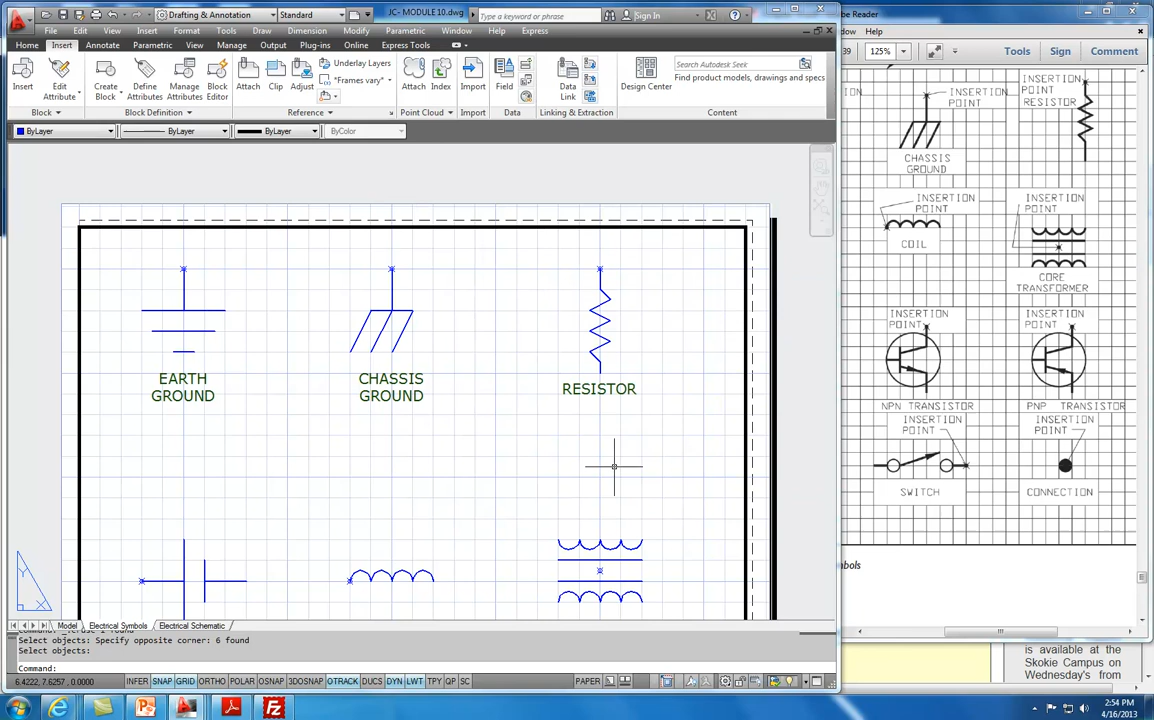 Drafting & Annotation
Standard
JC- MODULE 10.dwg
Type a keyword or phrase
Sign In
be Reader
File
Edit
View
Insert
Format
Tools
Draw
Dimension
Modify
Parametric
Window
Help
Express
dow
Help
Home
Insert
Annotate
Parametric
View
Manage
Output
Plug-ins
Online
Express Tools
39
125%
Tools
Sign
Comment
Insert
Edit
Attribute
Create
Block
Define
Attributes
Manage
Attributes
Block
Editor
Attach
Clip
Adjust
Underlay Layers
*Frames vary*
Attach
Index
Import
Field
Data
Link
Design Center
Search Autodesk Seek
Find product models, drawings and specs
Block
Block Definition
Reference
Point Cloud
Import
Data
Linking & Extraction
Content
ByLayer
ByLayer
ByLayer
ByColor
EARTH
GROUND
CHASSIS
GROUND
RESISTOR
Y
X
Model
Electrical Symbols
Electrical Schematic
Select objects: Specify opposite corner: 6 found
Select objects:
Command:
6.4222, 7.6257, 0.0000
INFER
SNAP
GRID
ORTHO
POLAR
OSNAP
3DOSNAP
OTRACK
DUCS
DYN
LWT
TPY
QP
SC
PAPER
ION
INSERTION
POINT
INSERTION
POINT
RESISTOR
CHASSIS
GROUND
INSERTION
POINT
COIL
INSERTION
POINT
CORE
TRANSFORMER
INSERTION
POINT
NPN TRANSISTOR
INSERTION
POINT
PNP TRANSISTOR
INSERTION
POINT
SWITCH
INSERTION
POINT
CONNECTION
bols
is available at the
Skokie Campus on
Wednesday's from
2:54 PM
4/16/2013